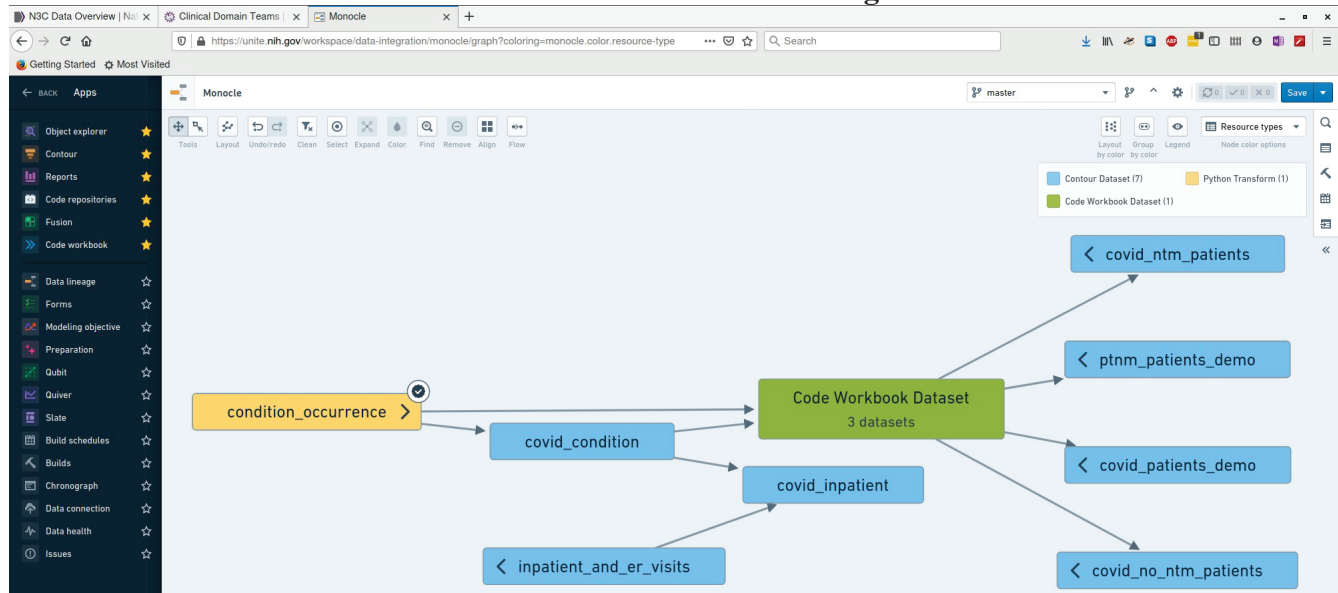 N3C Data Overview | Nat
Clinical Domain Teams |
Monocle
https://unite.nih.gov/workspace/data-integration/monocle/graph?coloring=monocle.color.resource-type
Search
Getting Started
Most Visited
BACK Apps
Monocle
master
Save
Object explorer
Contour
Reports
Code repositories
Fusion
Code workbook
Data lineage
Forms
Modeling objective
Preparation
Qubit
Quiver
Slate
Build schedules
Builds
Chronograph
Data connection
Data health
Issues
Tools Layout Undo/redo Clean Select Expand Color Find Remove Align Flow
Layout by color
Group by color
Legend
Resource types
Node color options
Contour Dataset (7)
Python Transform (1)
Code Workbook Dataset (1)
covid_ntm_patients
ptnm_patients_demo
condition_occurrence
Code Workbook Dataset
3 datasets
covid_condition
covid_patients_demo
covid_inpatient
inpatient_and_er_visits
covid_no_ntm_patients